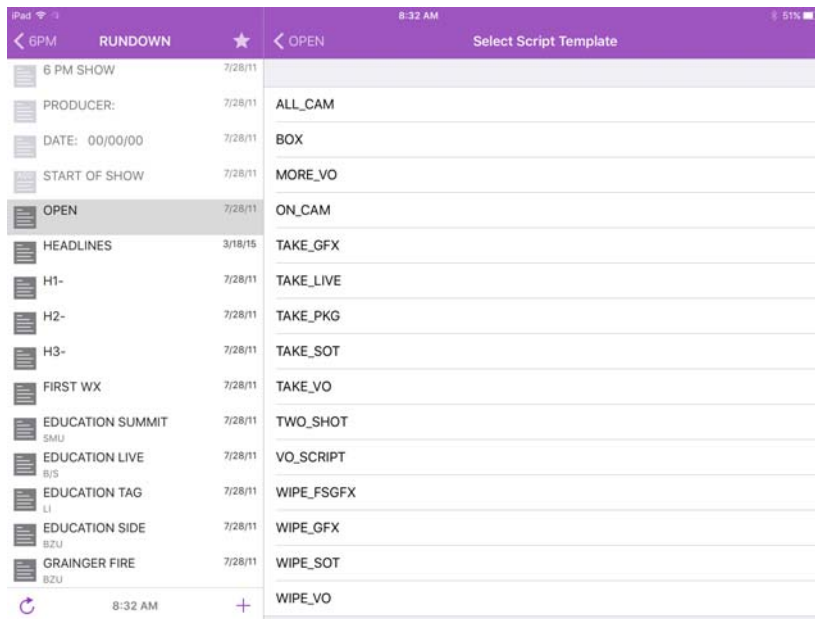 iPad
8:32 AM
51%
6PM
RUNDOWN
OPEN
Select Script Template
6 PM SHOW 7/28/11
PRODUCER: 7/28/11
DATE: 00/00/00 7/28/11
START OF SHOW 7/28/11
OPEN 7/28/11
HEADLINES 3/18/15
H1- 7/28/11
H2- 7/28/11
H3- 7/28/11
FIRST WX 7/28/11
EDUCATION SUMMIT 7/28/11
SMU
EDUCATION LIVE 7/28/11
B/S
EDUCATION TAG 7/28/11
LI
EDUCATION SIDE 7/28/11
BZU
GRAINGER FIRE 7/28/11
BZU
8:32 AM
ALL_CAM
BOX
MORE_VO
ON_CAM
TAKE_GFX
TAKE_LIVE
TAKE_PKG
TAKE_SOT
TAKE_VO
TWO_SHOT
VO_SCRIPT
WIPE_FSGFX
WIPE_GFX
WIPE_SOT
WIPE_VO